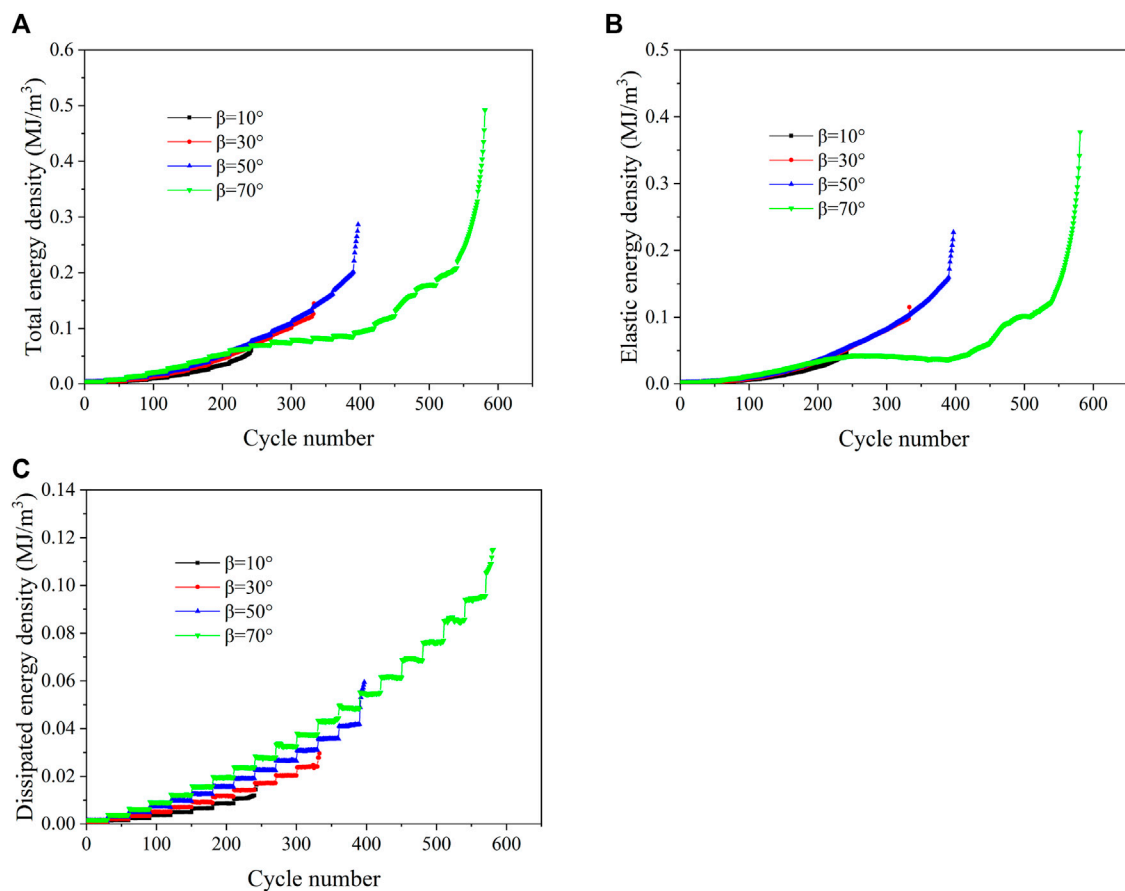 A
Total energy density (MJ/m³)
0.6
0.5
0.4
0.3
0.2
0.1
0.0
β=10°
β=30°
β=50°
β=70°
0 100 200 300 400 500 600
Cycle number
B
Elastic energy density (MJ/m³)
0.5
0.4
0.3
0.2
0.1
0.0
β=10°
β=30°
β=50°
β=70°
0 100 200 300 400 500 600
Cycle number
C
Dissipated energy density (MJ/m³)
0.14
0.12
0.10
0.08
0.06
0.04
0.02
0.00
β=10°
β=30°
β=50°
β=70°
0 100 200 300 400 500 600
Cycle number